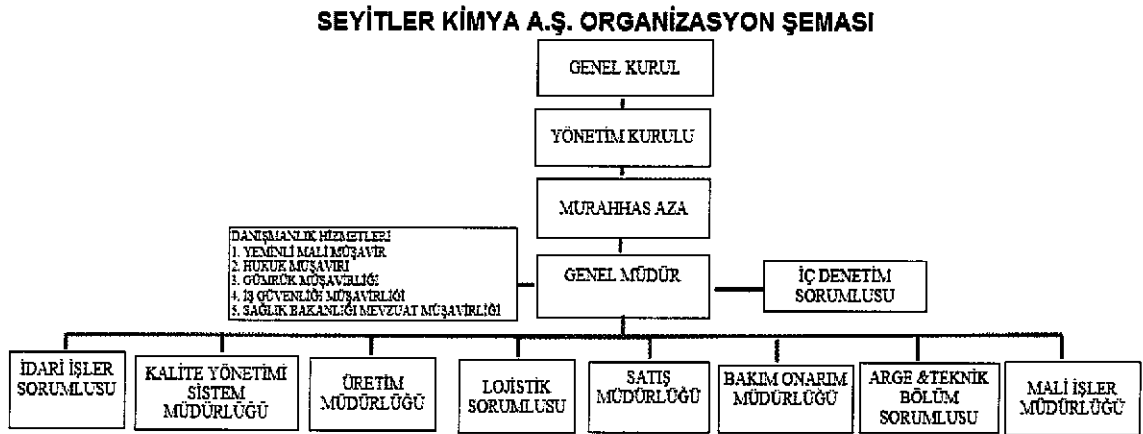 SEYİTLER KİMYA A.Ş. ORGANİZASYON ŞEMASI
GENEL KURUL
YÖNETİM KURULU
MURAHHAS AZA
DANIŞMANLIK HİZMETLERİ
1. YEMİNLİ MALİ MÜŞAVİR
2. HUKUK MÜŞAVİRİ
3. GÜMRÜK MÜŞAVİRLİĞİ
4. İŞ GÜVENLİĞİ MÜŞAVİRLİĞİ
5. SAĞLIK BAKANLIĞI MEVZUAT MÜŞAVİRLİĞİ
GENEL MÜDÜR
İÇ DENETİM
SORUMLUSU
İDARİ İŞLER
SORUMLUSU
KALİTE YÖNETİMİ
SİSTEM
MÜDÜRLÜĞÜ
ÜRETİM
MÜDÜRLÜĞÜ
LOJİSTİK
SORUMLUSU
SATIŞ
MÜDÜRLÜĞÜ
BAKIM ONARIM
MÜDÜRLÜĞÜ
ARGE &TEKNİK
BÖLÜM
SORUMLUSU
MALİ İŞLER
MÜDÜRLÜĞÜ